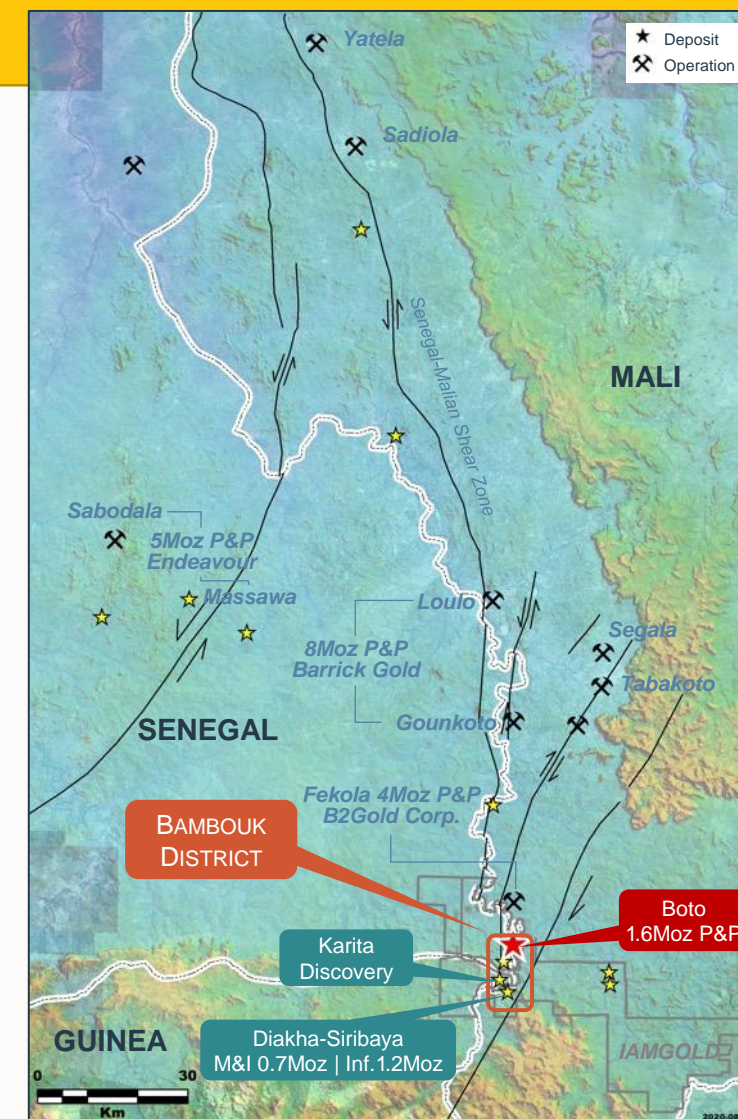 Deposit
Operation
Yatela
Sadiola
Senegal-Malian Shear Zone
MALI
Sabodala
5Moz P&P
Endeavour
Massawa
Loulo
8Moz P&P
Barrick Gold
Gounkoto
Segala
Tabakoto
SENEGAL
Fekola 4Moz P&P
B2Gold Corp.
BAMBOUK
DISTRICT
Boto
1.6Moz P&P
Karita
Discovery
Diakha-Siribaya
M&I 0.7Moz | Inf.1.2Moz
GUINEA
IAMGOLD
0 30
Km
2020-08